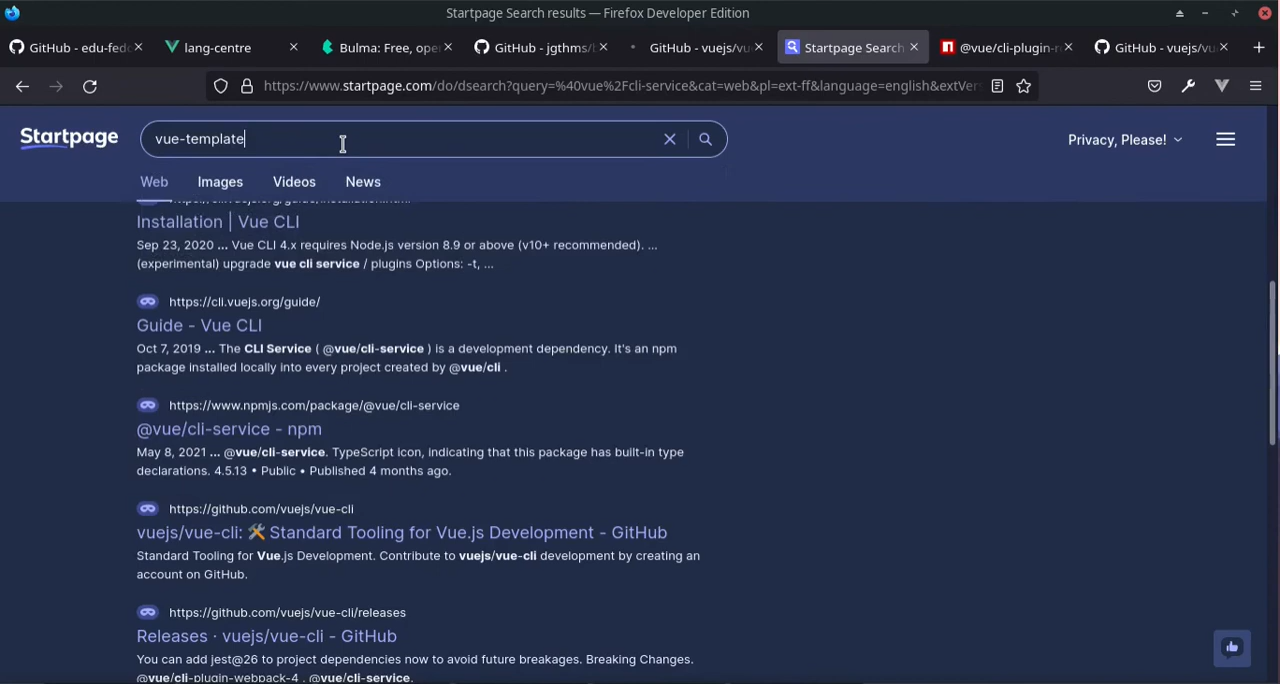 Startpage Search results — Firefox Developer Edition
GitHub - edu-fed
lang-centre
Bulma: Free, ope
GitHub - jgthms/b
GitHub - vuejs/vu
Startpage Search
@vue/cli-plugin-r
GitHub - vuejs/vu
https://www.startpage.com/do/dsearch?query=%40vue%2Fcli-service&cat=web&pl=ext-ff&language=english&extVer
Startpage
vue-template
Privacy, Please!
Web
Images
Videos
News
Installation | Vue CLI
Sep 23, 2020 ... Vue CLI 4.x requires Node.js version 8.9 or above (v10+ recommended). ...
(experimental) upgrade vue cli service / plugins Options: -t, ...
https://cli.vuejs.org/guide/
Guide - Vue CLI
Oct 7, 2019 ... The CLI Service ( @vue/cli-service ) is a development dependency. It's an npm
package installed locally into every project created by @vue/cli .
https://www.npmjs.com/package/@vue/cli-service
@vue/cli-service - npm
May 8, 2021 ... @vue/cli-service. TypeScript icon, indicating that this package has built-in type
declarations. 4.5.13 • Public • Published 4 months ago.
https://github.com/vuejs/vue-cli
vuejs/vue-cli: 🛠️ Standard Tooling for Vue.js Development - GitHub
Standard Tooling for Vue.js Development. Contribute to vuejs/vue-cli development by creating an
account on GitHub.
https://github.com/vuejs/vue-cli/releases
Releases · vuejs/vue-cli - GitHub
You can add jest@26 to project dependencies now to avoid future breakages. Breaking Changes.
@vue/cli-plugin-webpack-4 . @vue/cli-service.